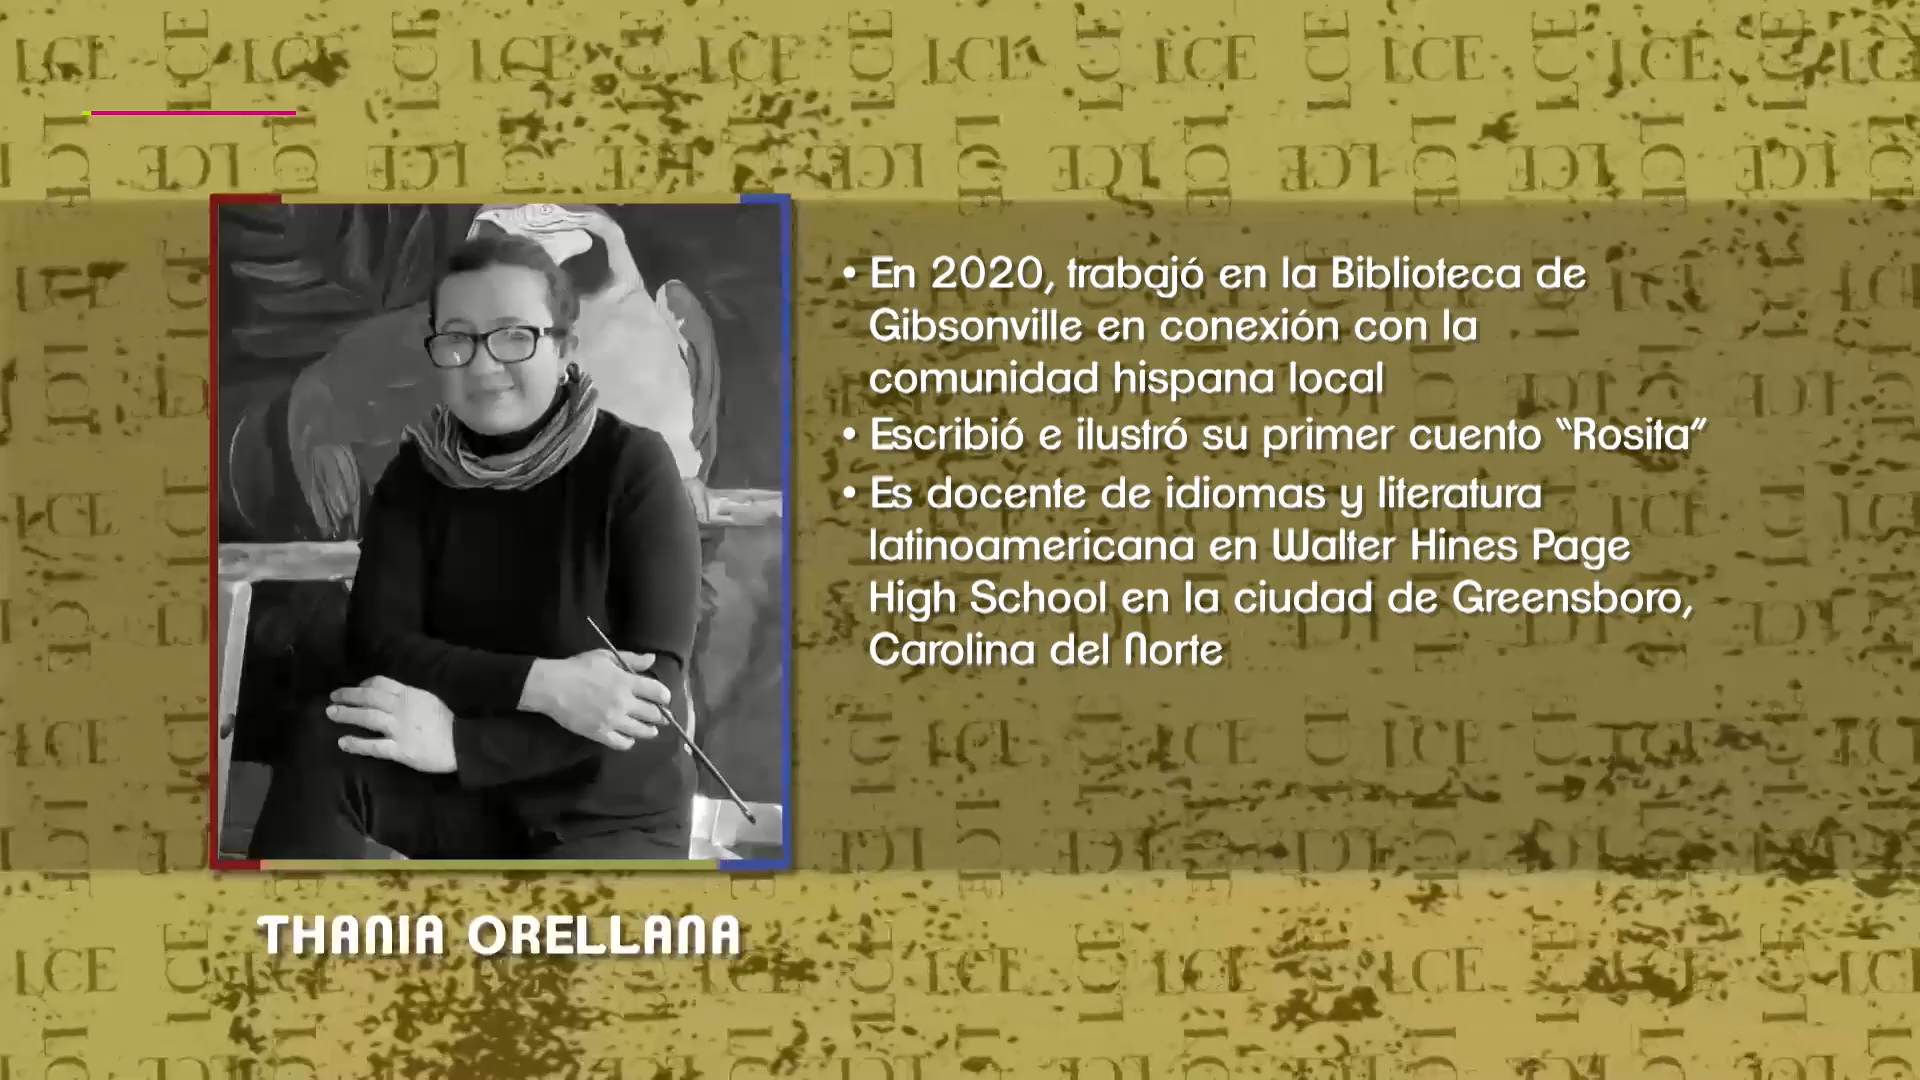 • En 2020, trabajó en la Biblioteca de
Gibsonville en conexión con la
comunidad hispana local
• Escribió e ilustró su primer cuento “Rosita”
• Es docente de idiomas y literatura
latinoamericana en Walter Hines Page
High School en la ciudad de Greensboro,
Carolina del Norte
THANIA ORELLANA